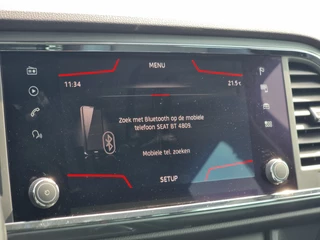 MENU
11:34
21.5°c
Zoek met Bluetooth op de mobiele
telefoon SEAT BT 4809.
Mobiele tel. zoeken
SETUP